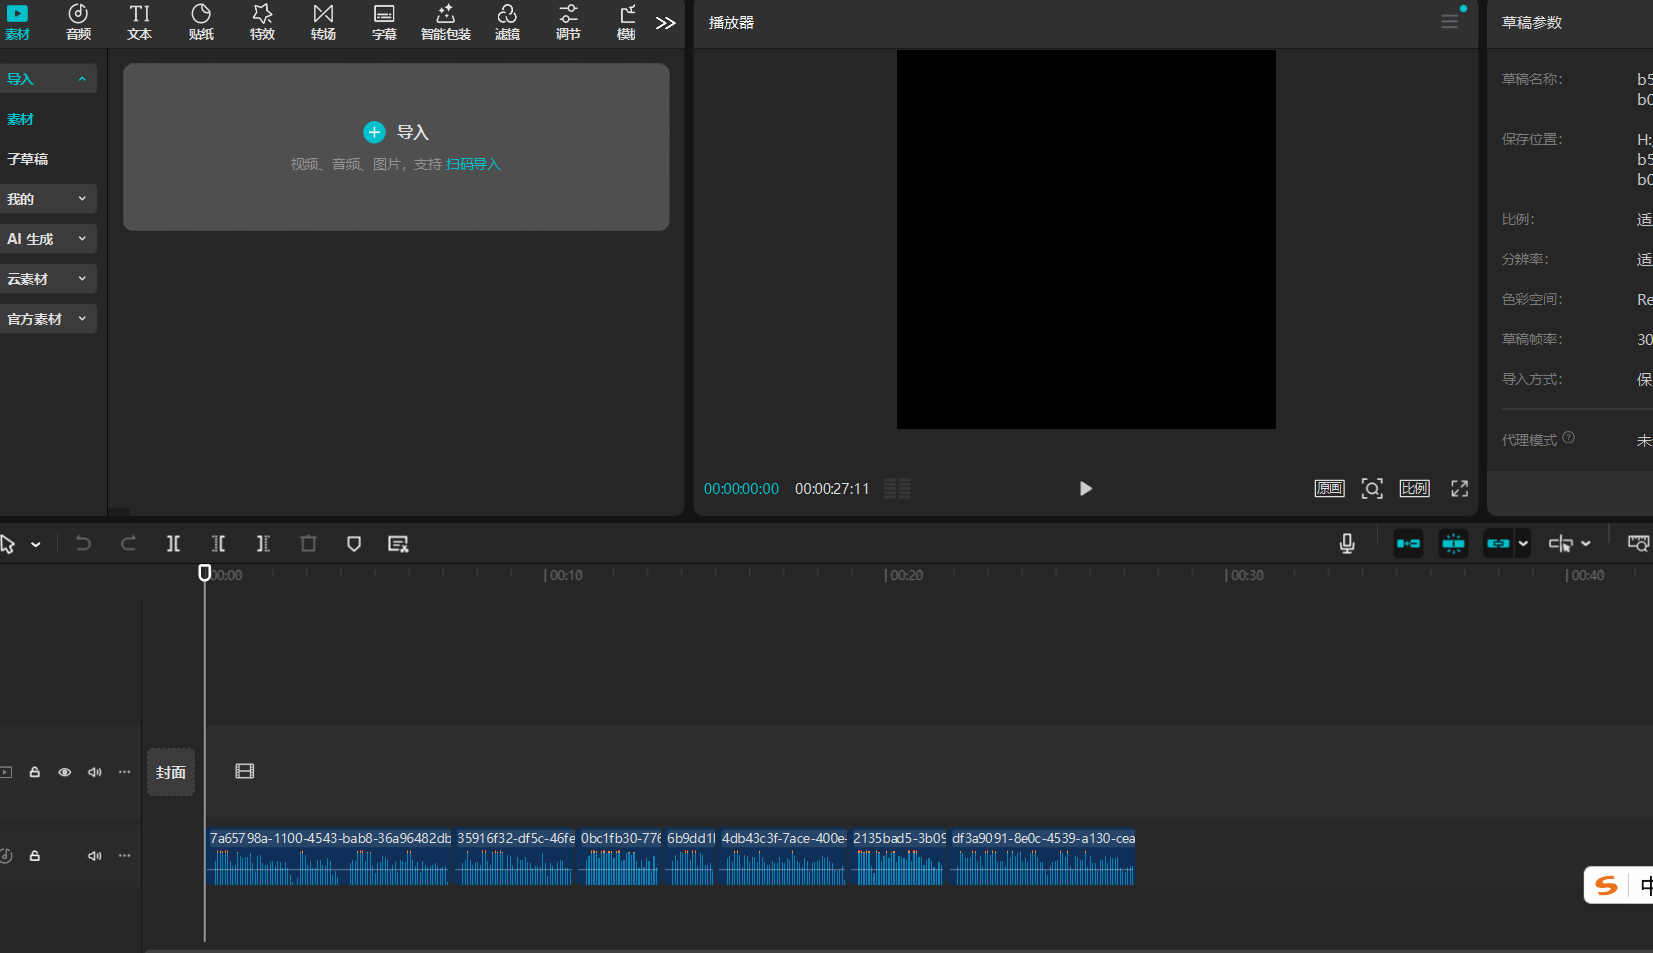 素材
音频
文本
贴纸
特效
转场
字幕
智能包装
滤镜
调节
导入
素材
子草稿
我的
AI 生成
云素材
官方素材
导入
视频、音频、图片，支持 扫码导入
播放器
00:00:00:00 00:00:27:11
原画
比例
草稿参数
草稿名称： b5
b0
保存位置： H:
b5
b0
比例： 适
分辨率： 适
色彩空间： Re
草稿帧率： 30
导入方式： 保
代理模式 未
00:00 00:10 00:20 00:30 00:40
封面
7a65798a-1100-4543-bab8-36a96482db 35916f32-df5c-46fe 0bc1fb30-776 6b9dd1 4db43c3f-7ace-400e- 2135bad5-3b09 df3a9091-8e0c-4539-a130-cea
中